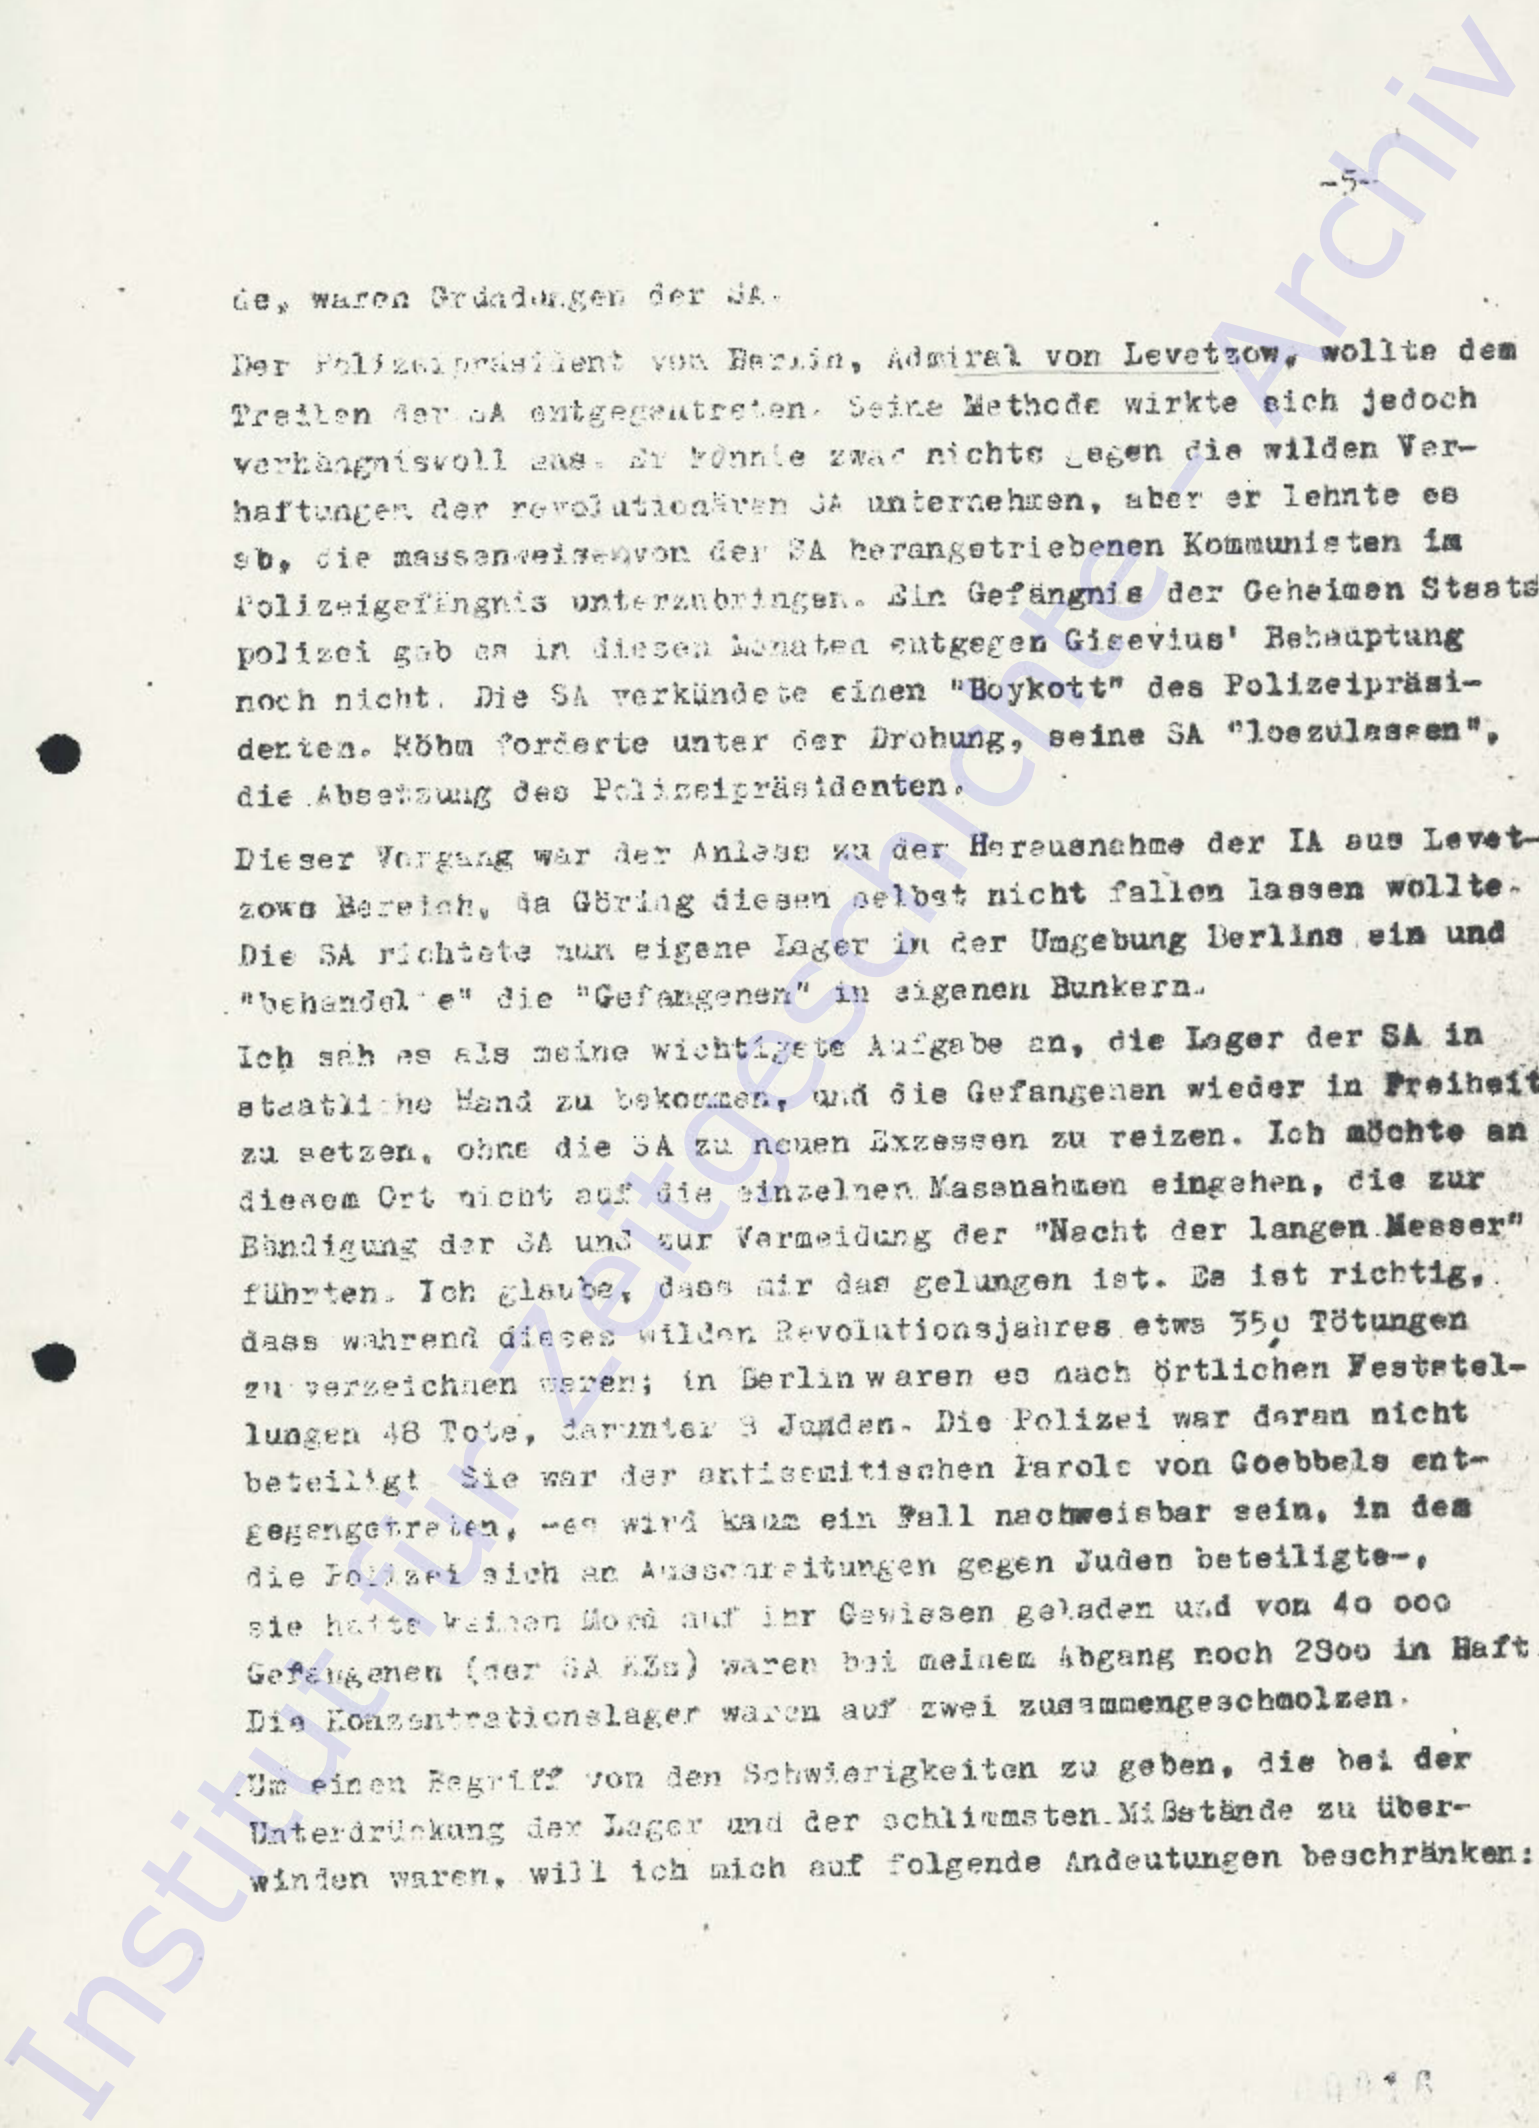 -5-
de, waren Gründungen der SA.
Der Polizeipräsident von Berlin, Admiral von Levetzow, wollte dem
Treiben der SA entgegentreten. Seine Methode wirkte sich jedoch
verhängnisvoll aus. Er konnte zwar nichts gegen die wilden Ver-
haftungen der revolutionären SA unternehmen, aber er lehnte es
ab, die massenweise von der SA herangetriebenen Kommunisten im
Polizeigefängnis unterzubringen. Ein Gefängnis der Geheimen Staats
polizei gab es in diesen Monaten entgegen Gisevius' Behauptung
noch nicht. Die SA verkündete einen "Boykott" des Polizeipräsi-
denten. Röhm forderte unter der Drohung, seine SA "loszulassen",
die Absetzung des Polizeipräsidenten.
Dieser Vorgang war der Anlass zu der Herausnahme der IA aus Levet-
zows Bereich, da Göring diesen selbst nicht fallen lassen wollte.
Die SA richtete nun eigene Lager in der Umgebung Berlins ein und
"behandelte" die "Gefangenen" in eigenen Bunkern.
Ich sah es als meine wichtigste Aufgabe an, die Lager der SA in
staatliche Hand zu bekommen, und die Gefangenen wieder in Freiheit
zu setzen, ohne die SA zu neuen Exzessen zu reizen. Ich möchte an
diesem Ort nicht auf die einzelnen Massnahmen eingehen, die zur
Bändigung der SA und zur Vermeidung der "Nacht der langen Messer"
führten. Ich glaube, dass mir das gelungen ist. Es ist richtig,
dass während dieses wilden Revolutionsjahres etwa 350 Tötungen
zu verzeichnen waren; in Berlin waren es nach örtlichen Feststel-
lungen 48 Tote, darunter 8 Juden. Die Polizei war daran nicht
beteiligt. Sie war der antisemitischen Parole von Goebbels ent-
gegengetreten, -es wird kaum ein Fall nachweisbar sein, in dem
die Polizei sich an Ausschreitungen gegen Juden beteiligte-,
sie hatte keinen Mord auf ihr Gewissen geladen und von 4o ooo
Gefangenen (der SA KZs) waren bei meinem Abgang noch 28oo in Haft.
Die Konzentrationslager waren auf zwei zusammengeschmolzen.
Um einen Begriff von den Schwierigkeiten zu geben, die bei der
Unterdrückung der Lager und der schlimmsten Mißstände zu über-
winden waren, will ich mich auf folgende Andeutungen beschränken:
Institut für Zeitgeschichte - Archiv